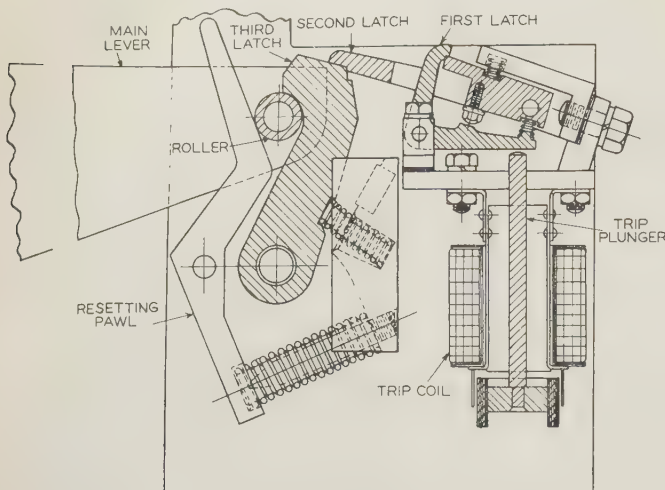 MAIN
LEVER
THIRD
LATCH
SECOND LATCH
FIRST LATCH
ROLLER
TRIP
PLUNGER
RESETTING
PAWL
TRIP COIL